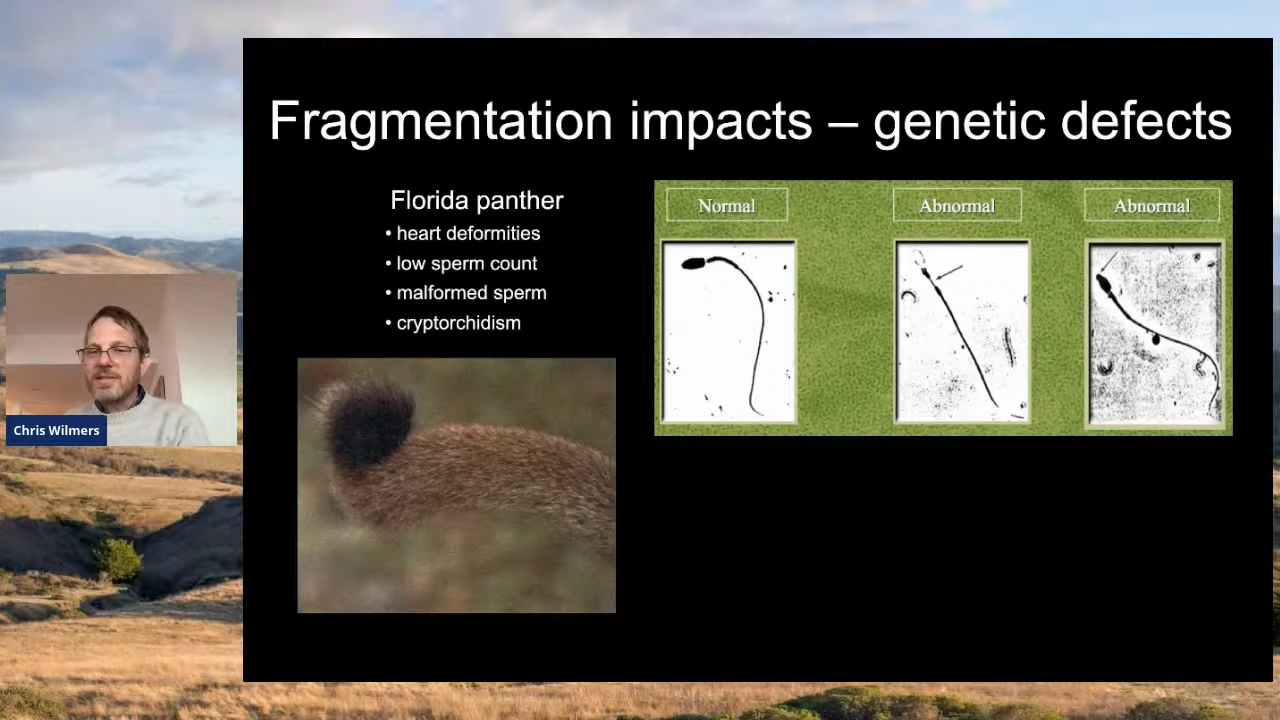 Fragmentation impacts – genetic defects
Florida panther
• heart deformities
• low sperm count
• malformed sperm
• cryptorchidism
Normal
Abnormal
Abnormal
Chris Wilmers